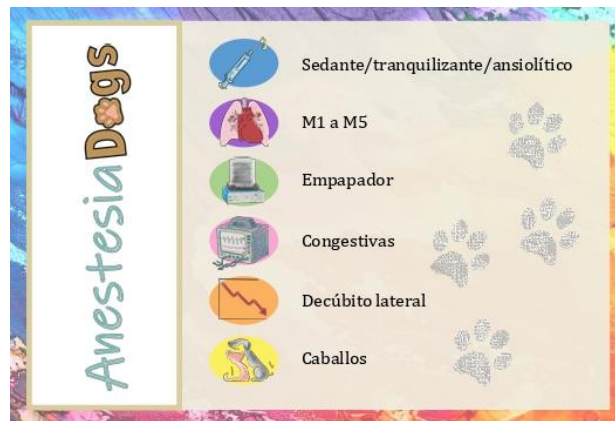 AnestesiaDogs
Sedante/tranquilizante/ansiolítico
M1 a M5
Empapador
Congestivas
Decúbito lateral
Caballos